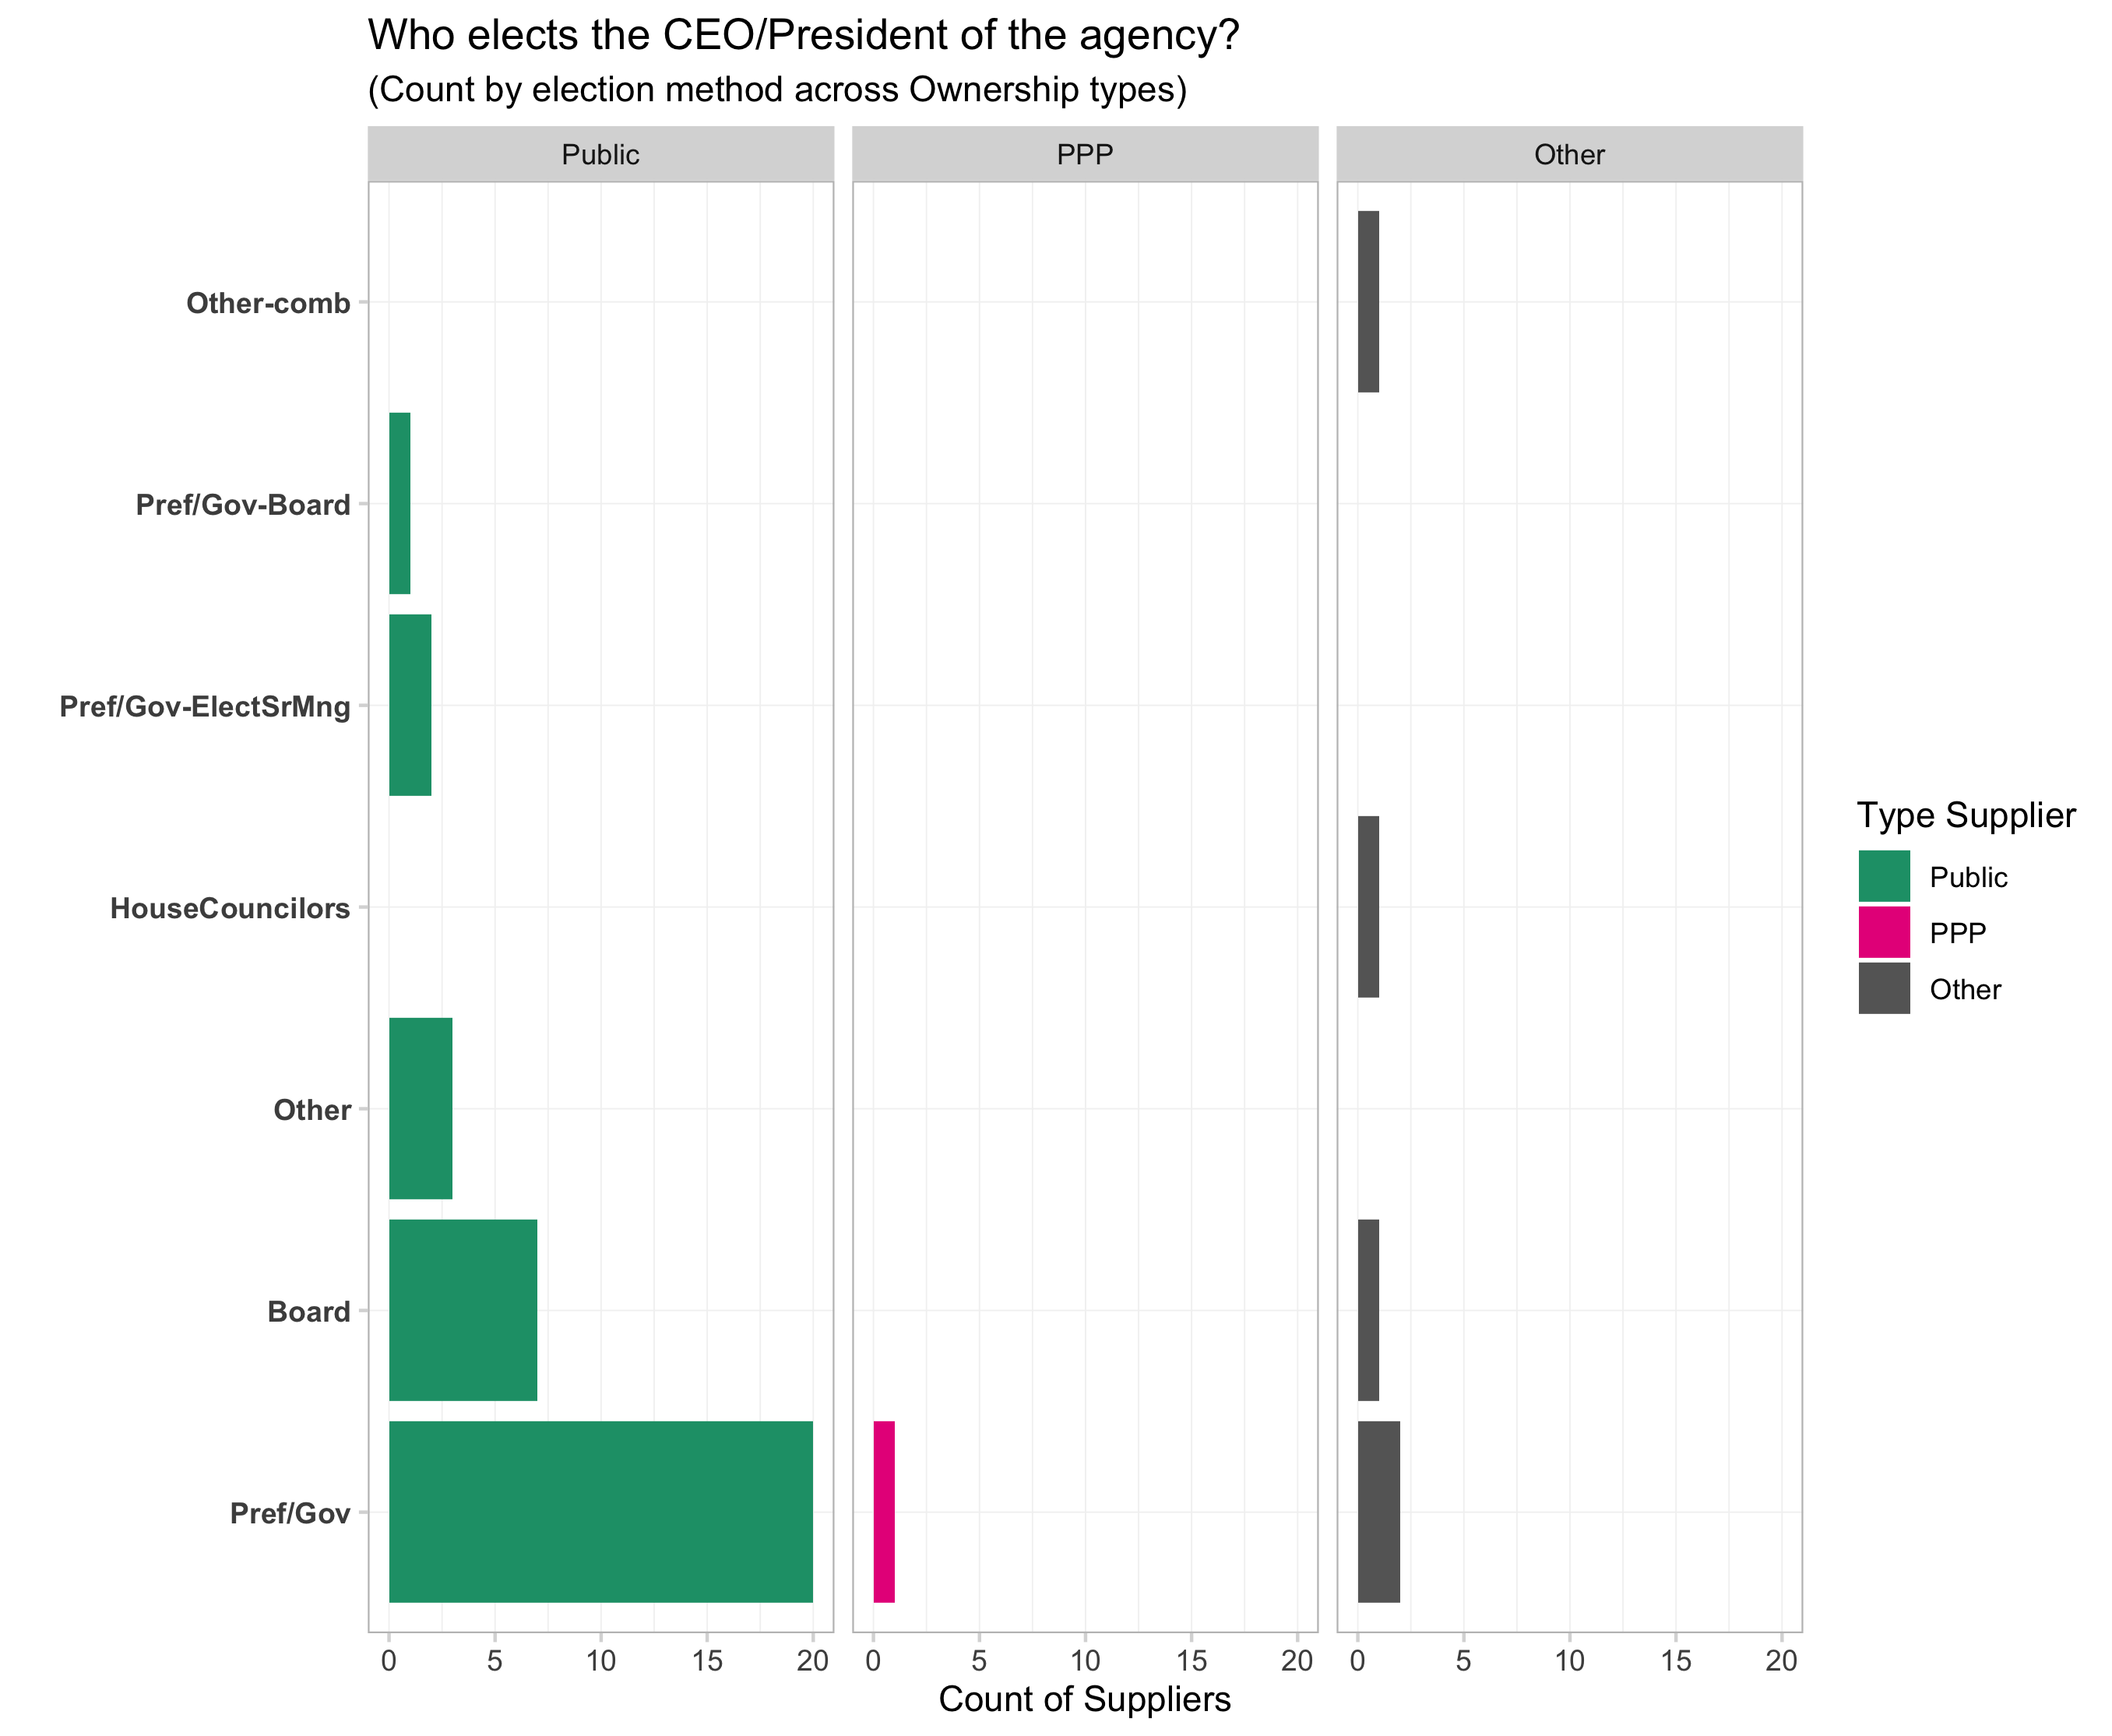 Who elects the CEO/President of the agency?
(Count by election method across Ownership types)
Public
PPP
Other
Other-comb
Pref/Gov-Board
Pref/Gov-ElectSrMng
HouseCouncilors
Other
Board
Pref/Gov
0 5 10 15 20
0 5 10 15 20
0 5 10 15 20
Count of Suppliers
Type Supplier
Public
PPP
Other